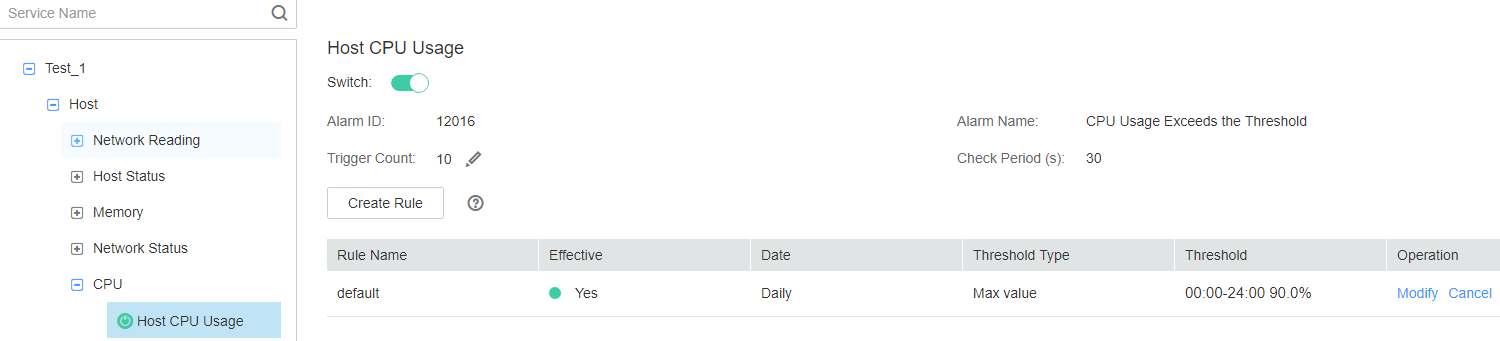 Service Name
Test_1
Host
Network Reading
Host Status
Memory
Network Status
CPU
Host CPU Usage
Host CPU Usage
Switch:
Alarm ID: 12016 Alarm Name: CPU Usage Exceeds the Threshold
Trigger Count: 10 Check Period (s): 30
Create Rule ?
Rule Name Effective Date Threshold Type Threshold Operation
default Yes Daily Max value 00:00-24:00 90.0% Modify Cancel